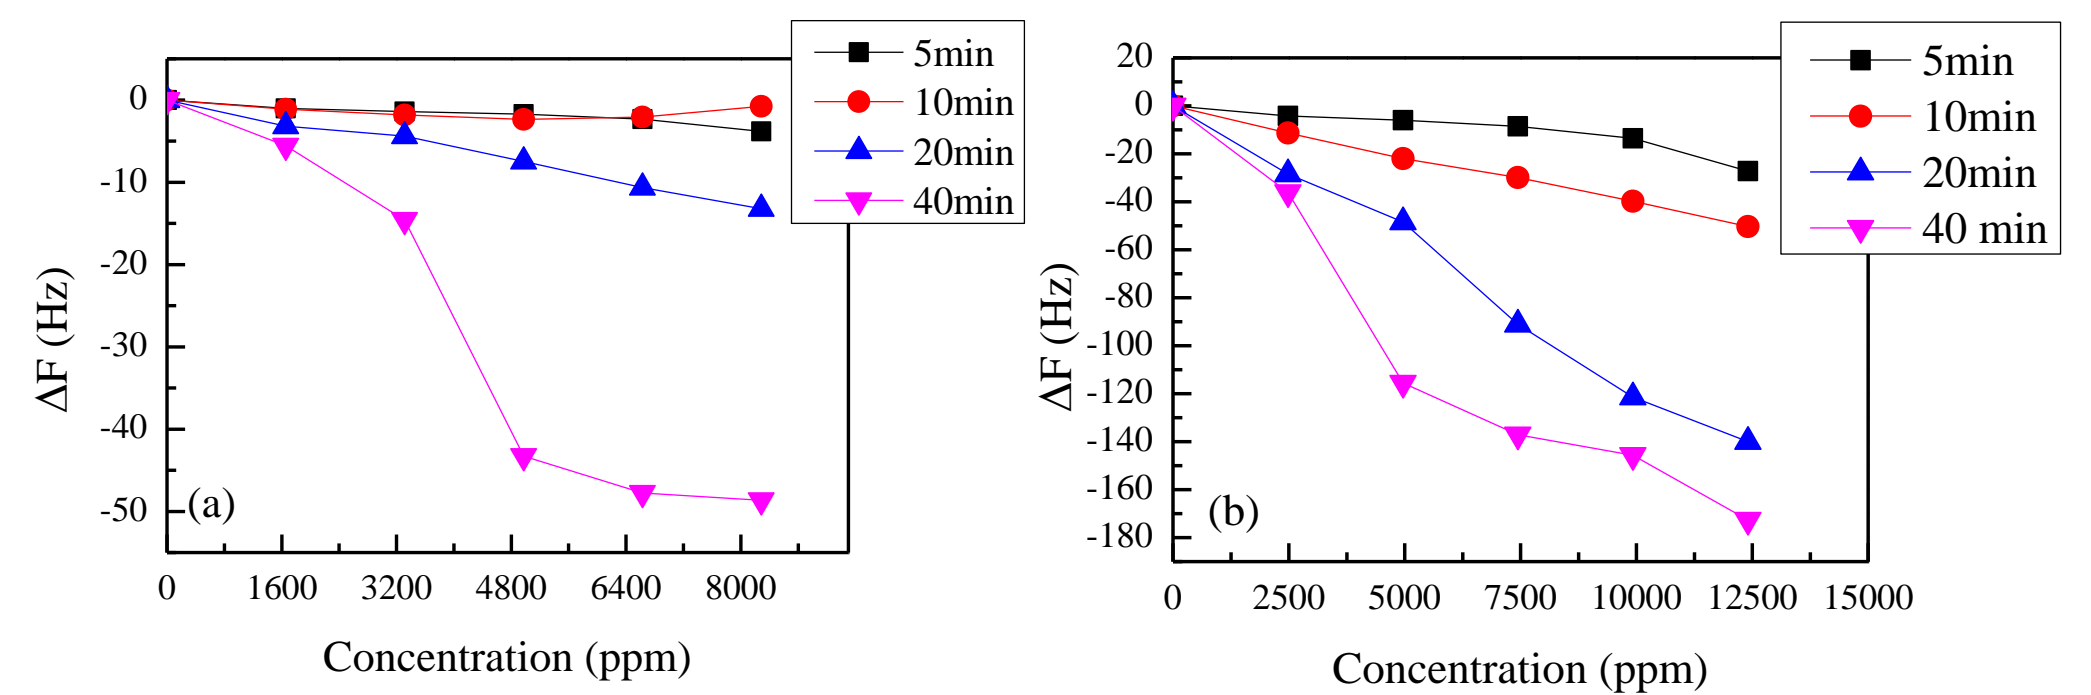 5min
10min
20min
40min
0
-10
-20
-30
-40
-50
ΔF (Hz)
(a)
0 1600 3200 4800 6400 8000
Concentration (ppm)
5min
10min
20min
40 min
20
0
-20
-40
-60
-80
-100
-120
-140
-160
-180
ΔF (Hz)
(b)
0 2500 5000 7500 10000 12500 15000
Concentration (ppm)